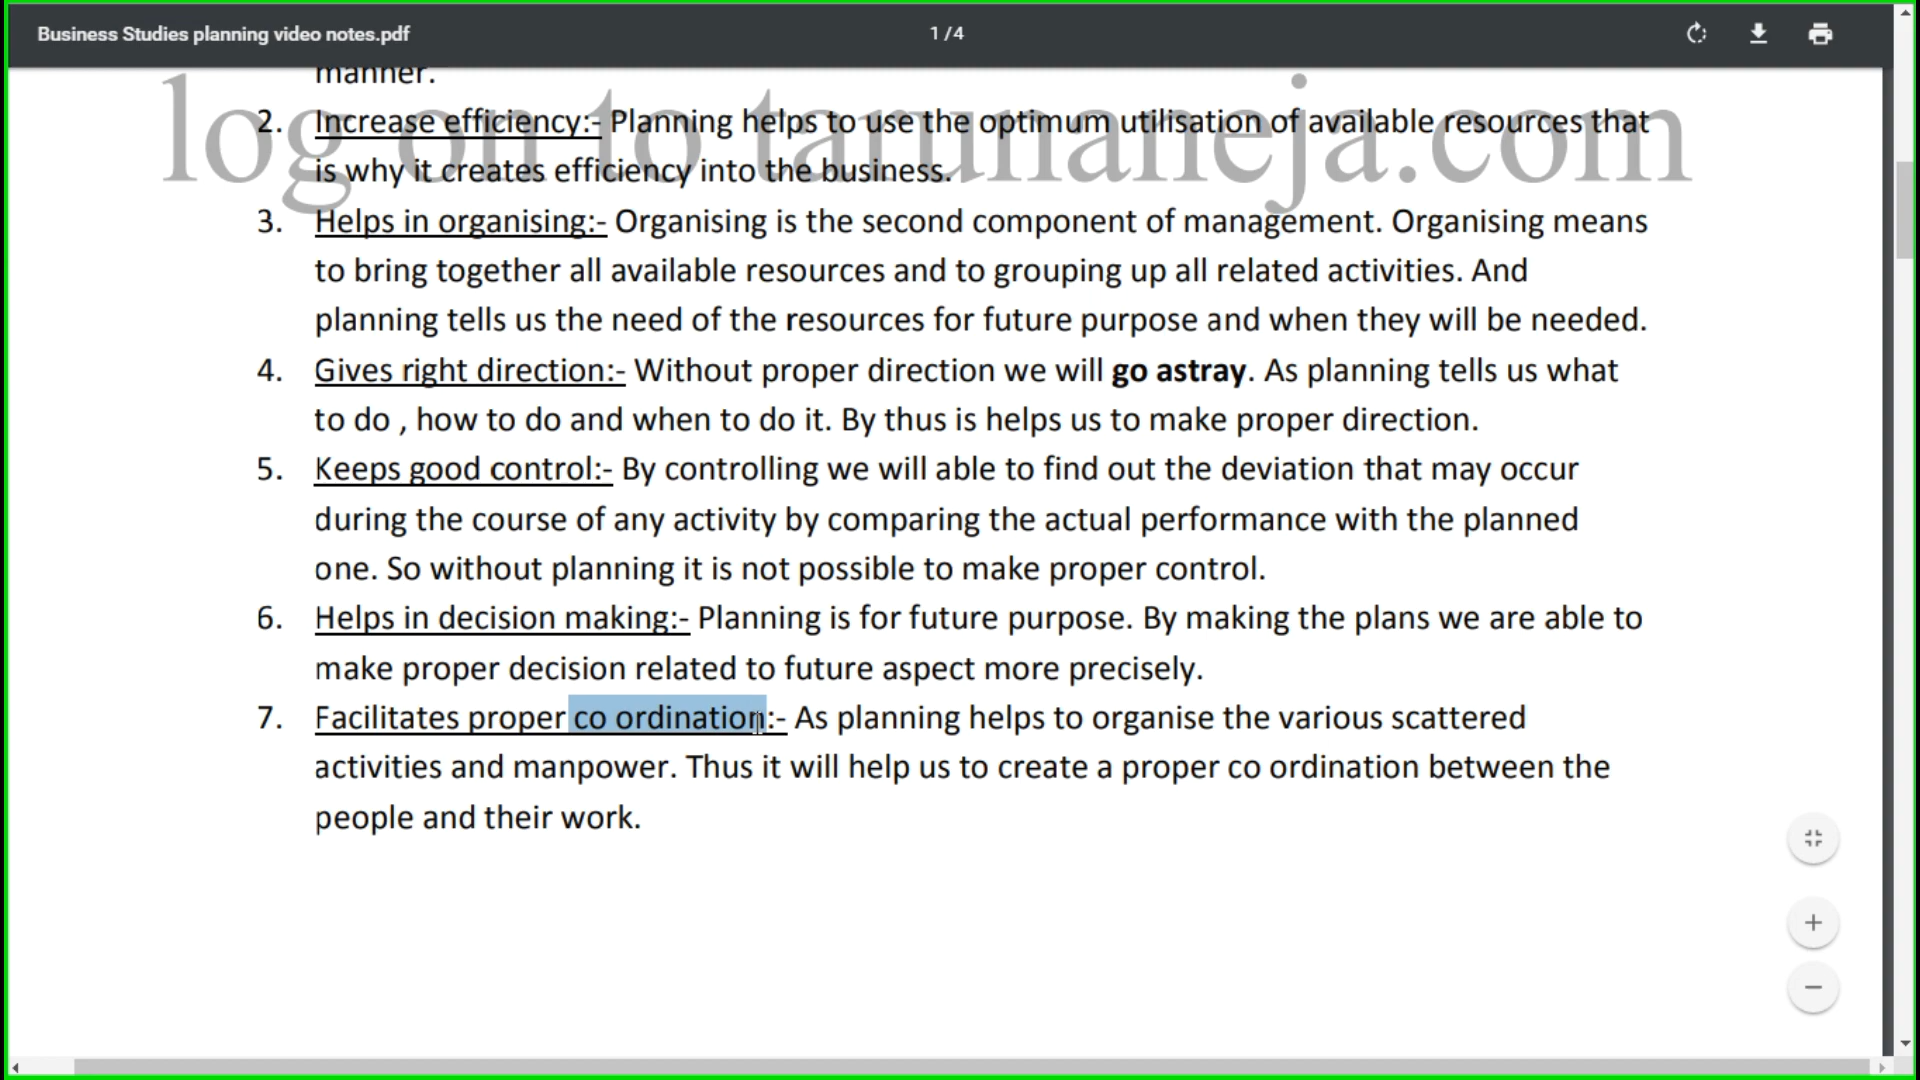 Business Studies planning video notes.pdf
1 / 4
manner.
log on to tarunaneja.com
2. Increase efficiency:- Planning helps to use the optimum utilisation of available resources that
is why it creates efficiency into the business.
3. Helps in organising:- Organising is the second component of management. Organising means
to bring together all available resources and to grouping up all related activities. And
planning tells us the need of the resources for future purpose and when they will be needed.
4. Gives right direction:- Without proper direction we will go astray. As planning tells us what
to do , how to do and when to do it. By thus is helps us to make proper direction.
5. Keeps good control:- By controlling we will able to find out the deviation that may occur
during the course of any activity by comparing the actual performance with the planned
one. So without planning it is not possible to make proper control.
6. Helps in decision making:- Planning is for future purpose. By making the plans we are able to
make proper decision related to future aspect more precisely.
7. Facilitates proper co ordination:- As planning helps to organise the various scattered
activities and manpower. Thus it will help us to create a proper co ordination between the
people and their work.